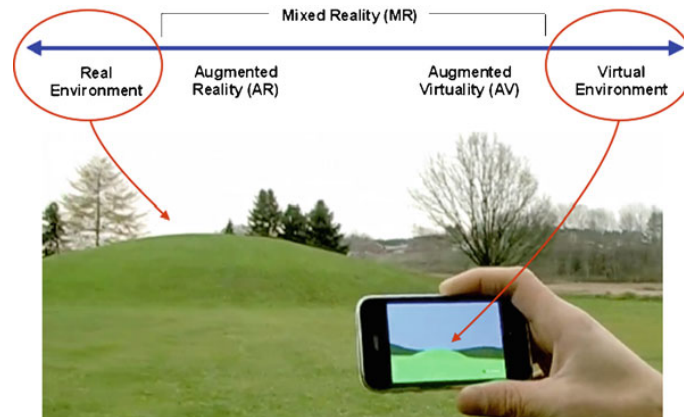 Mixed Reality (MR)
Real
Environment
Augmented
Reality (AR)
Augmented
Virtuality (AV)
Virtual
Environment